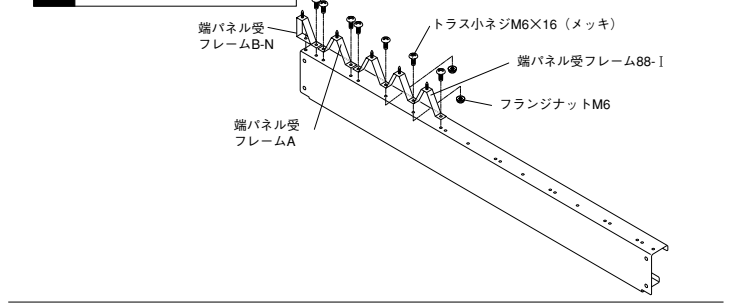 端パネル受
フレームB-N
トラス小ネジM6×16（メッキ）
端パネル受フレーム88-Ⅰ
フランジナットM6
端パネル受
フレームA